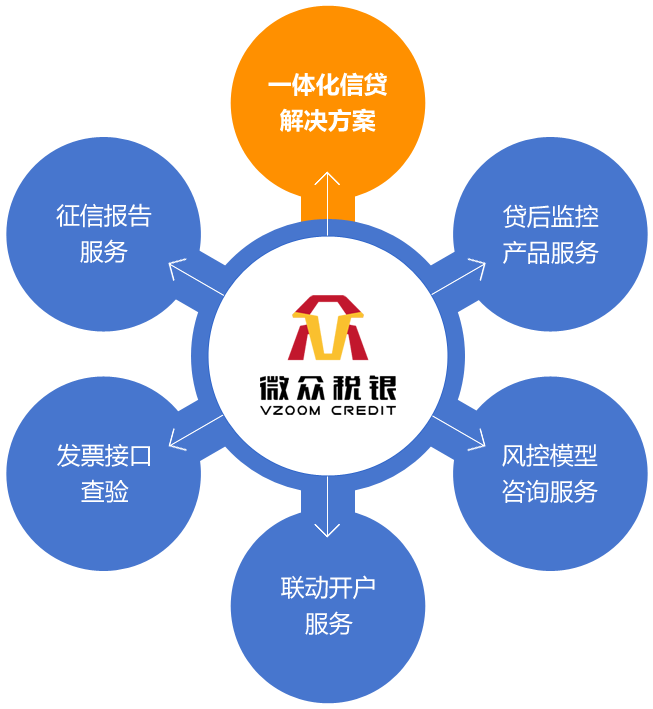 一体化信贷
解决方案
征信报告
服务
贷后监控
产品服务
微众税银
VZOOM CREDIT
发票接口
查验
风控模型
咨询服务
联动开户
服务